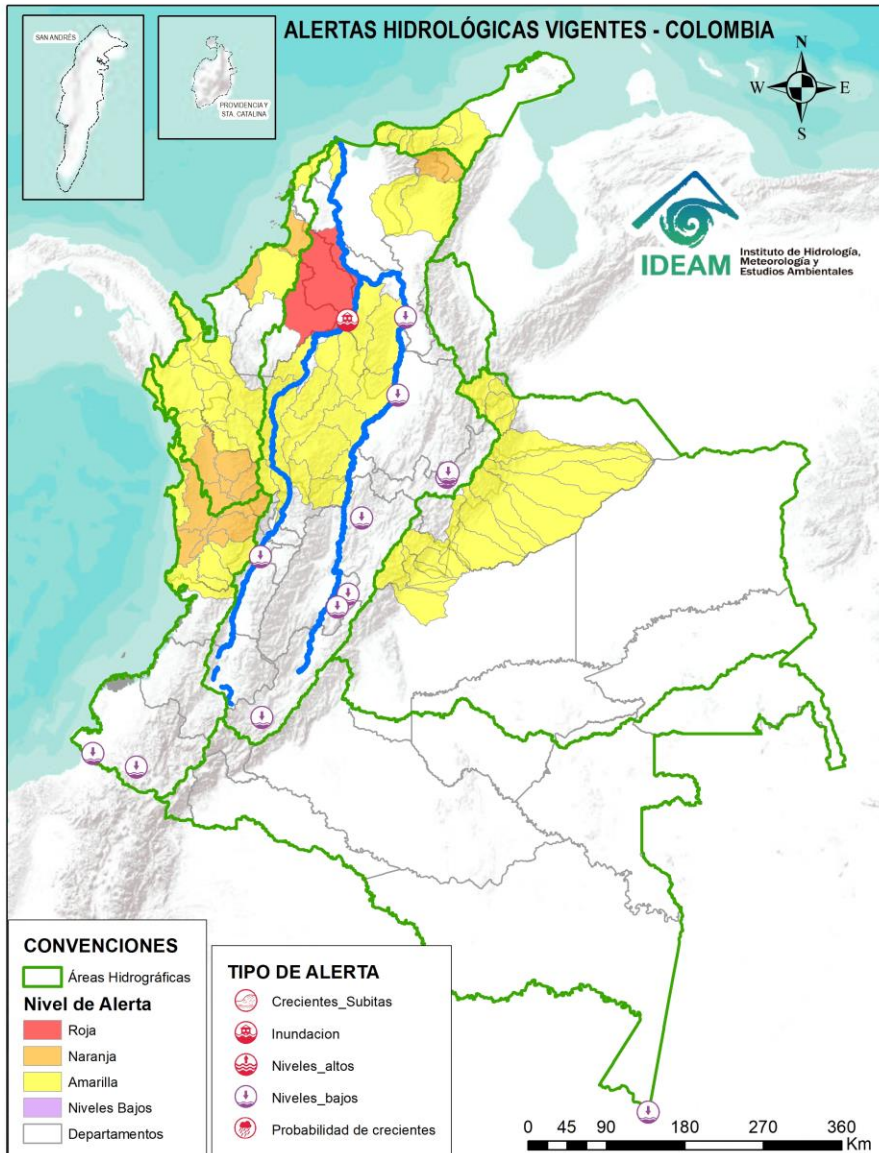 ALERTAS HIDROLÓGICAS VIGENTES - COLOMBIA
SAN ANDRÉS
PROVIDENCIA Y
STA. CATALINA
N
W
E
S
IDEAM
Instituto de Hidrología,
Meteorología y
Estudios Ambientales
CONVENCIONES
Áreas Hidrográficas
Nivel de Alerta
Roja
Naranja
Amarilla
Niveles Bajos
Departamentos
TIPO DE ALERTA
Crecientes_Subitas
Inundacion
Niveles_altos
Niveles_bajos
Probabilidad de crecientes
0 45 90 180 270 360
Km